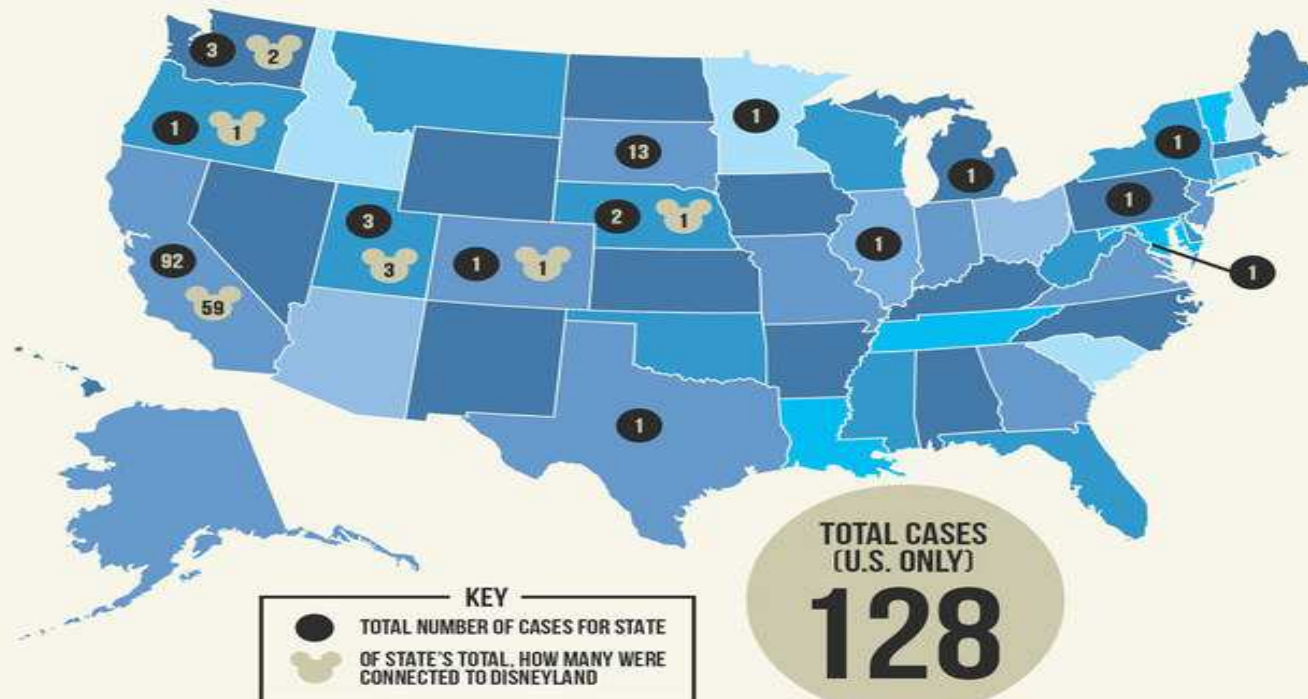 3 2
1 1
1
13
1
1
1
3
2 1
1
1
92
3
1 1
59
1
TOTAL CASES
(U.S. ONLY)
128
KEY
TOTAL NUMBER OF CASES FOR STATE
OF STATE'S TOTAL, HOW MANY WERE
CONNECTED TO DISNEYLAND